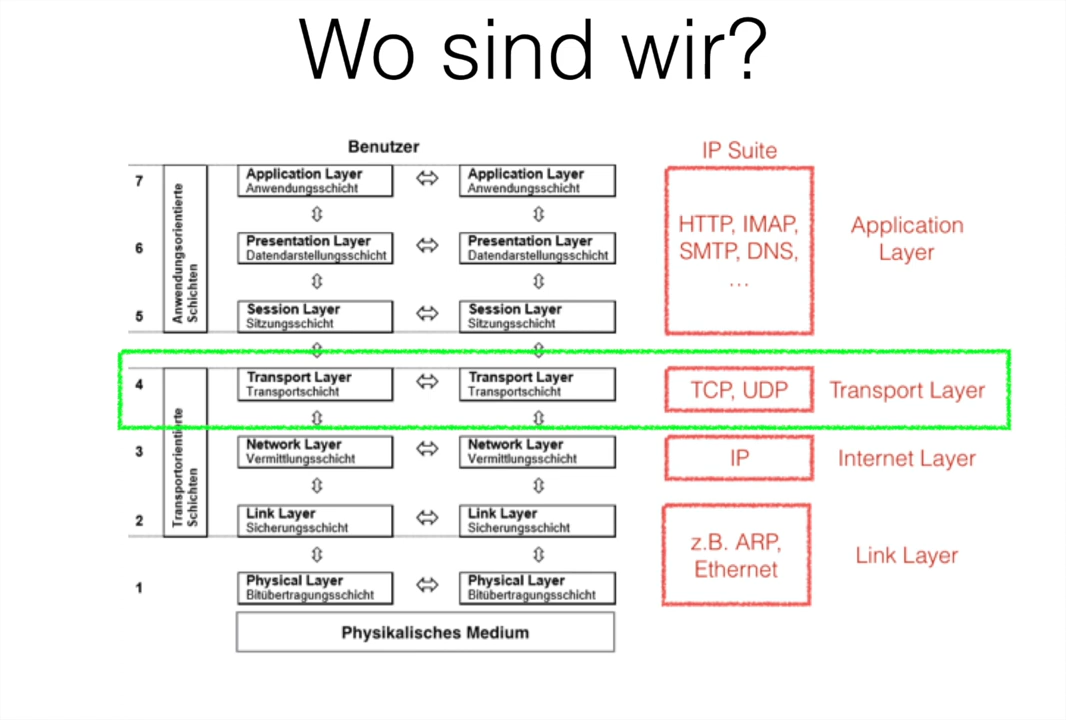 Wo sind wir?
Benutzer
IP Suite
7
Anwendungsorientierte
Schichten
Application Layer
Anwendungsschicht
Application Layer
Anwendungsschicht
6
Presentation Layer
Datendarstellungsschicht
Presentation Layer
Datendarstellungsschicht
5
Session Layer
Sitzungsschicht
Session Layer
Sitzungsschicht
HTTP, IMAP,
SMTP, DNS,
...
Application
Layer
4
Transport Layer
Transportschicht
Transport Layer
Transportschicht
TCP, UDP
Transport Layer
Transportorientierte
Schichten
3
Network Layer
Vermittlungsschicht
Network Layer
Vermittlungsschicht
IP
Internet Layer
2
Link Layer
Sicherungsschicht
Link Layer
Sicherungsschicht
z.B. ARP,
Ethernet
Link Layer
1
Physical Layer
Bitübertragungsschicht
Physical Layer
Bitübertragungsschicht
Physikalisches Medium